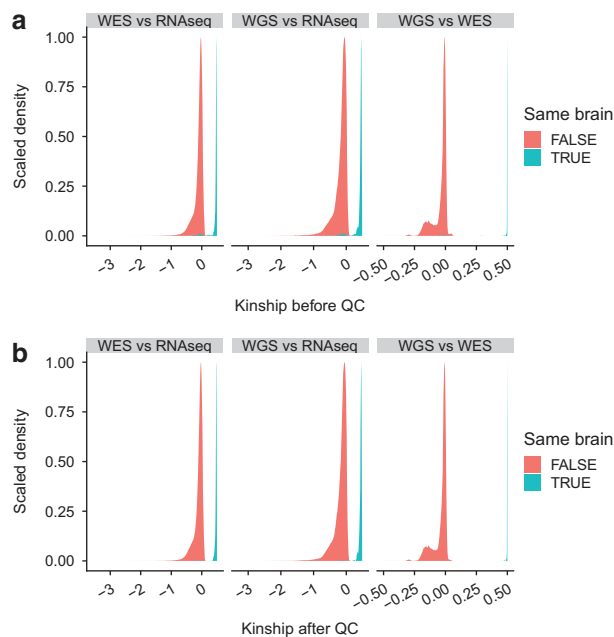 a
WES vs RNAseq WGS vs RNAseq WGS vs WES
1.00
0.75
0.50
0.25
0.00
Scaled density
−3 −2 −1 0 −3 −2 −1 0 −0.50 −0.25 0.00 0.25 0.50
Kinship before QC
Same brain
FALSE
TRUE
b
WES vs RNAseq WGS vs RNAseq WGS vs WES
1.00
0.75
0.50
0.25
0.00
Scaled density
−3 −2 −1 0 −3 −2 −1 0 −0.50 −0.25 0.00 0.25 0.50
Kinship after QC
Same brain
FALSE
TRUE